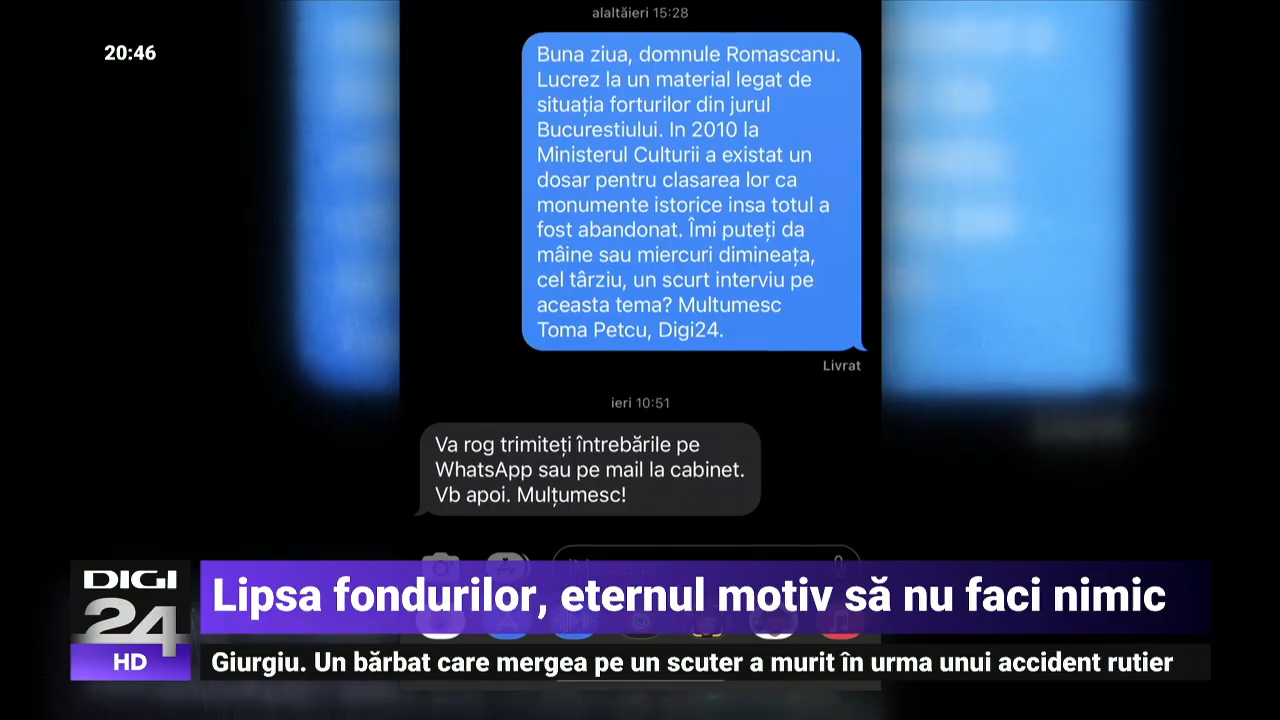 alaltăieri 15:28
20:46
Buna ziua, domnule Romascanu.
Lucrez la un material legat de
situația forturilor din jurul
Bucurestiului. In 2010 la
Ministerul Culturii a existat un
dosar pentru clasarea lor ca
monumente istorice insa totul a
fost abandonat. Îmi puteți da
mâine sau miercuri dimineața,
cel târziu, un scurt interviu pe
aceasta tema? Multumesc
Toma Petcu, Digi24.
Livrat
ieri 10:51
Va rog trimiteți întrebările pe
WhatsApp sau pe mail la cabinet.
Vb apoi. Mulțumesc!
iMessage
DIGI
24
HD
Lipsa fondurilor, eternul motiv să nu faci nimic
Giurgiu. Un bărbat care mergea pe un scuter a murit în urma unui accident rutier